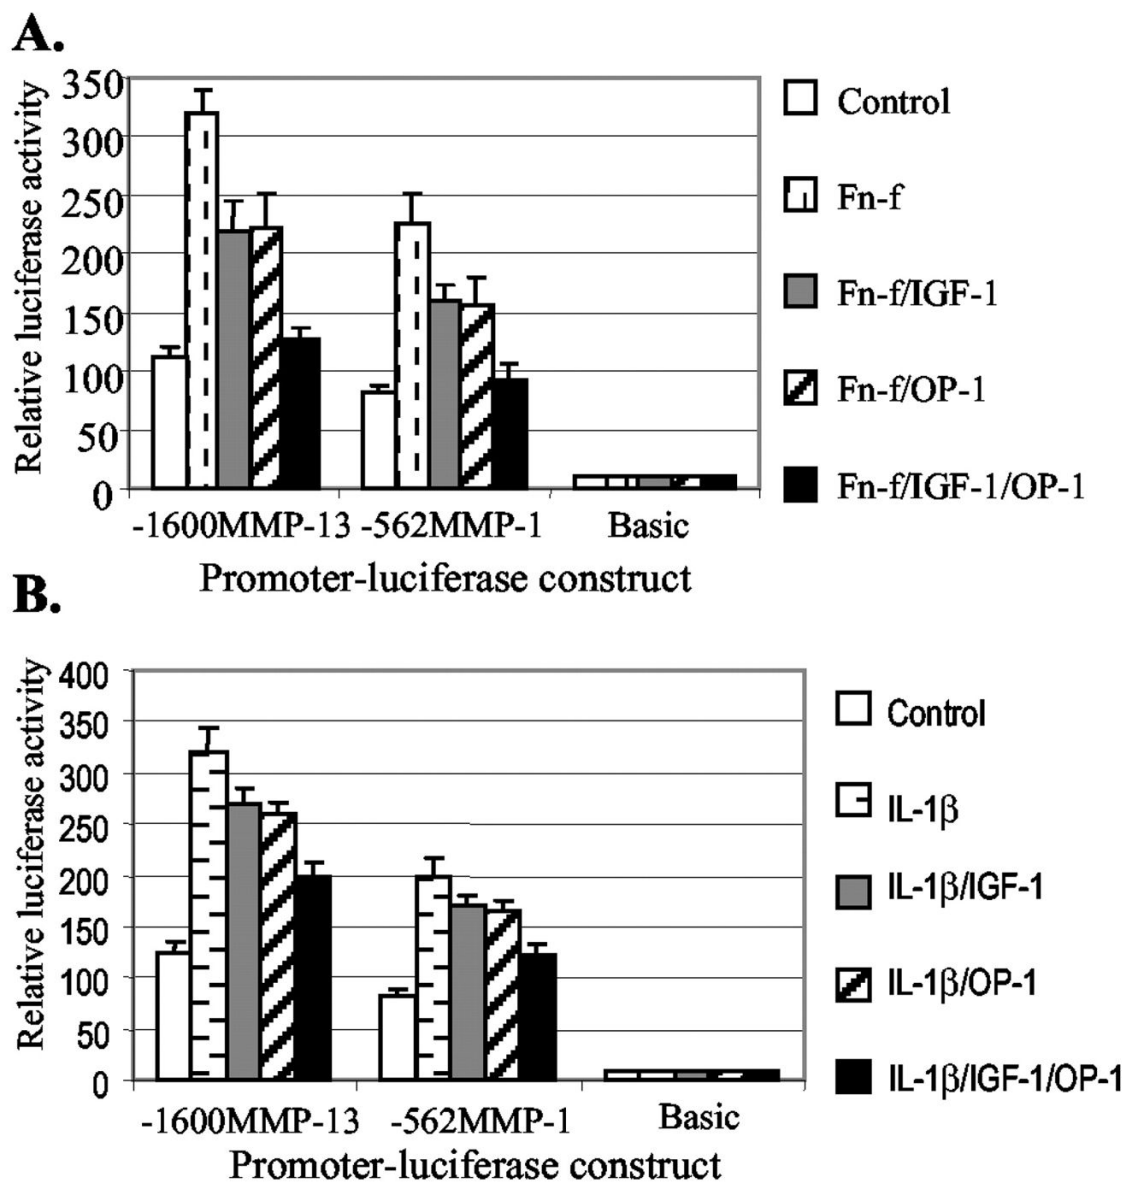 A.
Relative luciferase activity
350
300
250
200
150
100
50
0
-1600MMP-13 -562MMP-1 Basic
Promoter-luciferase construct
Control
Fn-f
Fn-f/IGF-1
Fn-f/OP-1
Fn-f/IGF-1/OP-1
B.
Relative luciferase activity
400
350
300
250
200
150
100
50
0
-1600MMP-13 -562MMP-1 Basic
Promoter-luciferase construct
Control
IL-1β
IL-1β/IGF-1
IL-1β/OP-1
IL-1β/IGF-1/OP-1